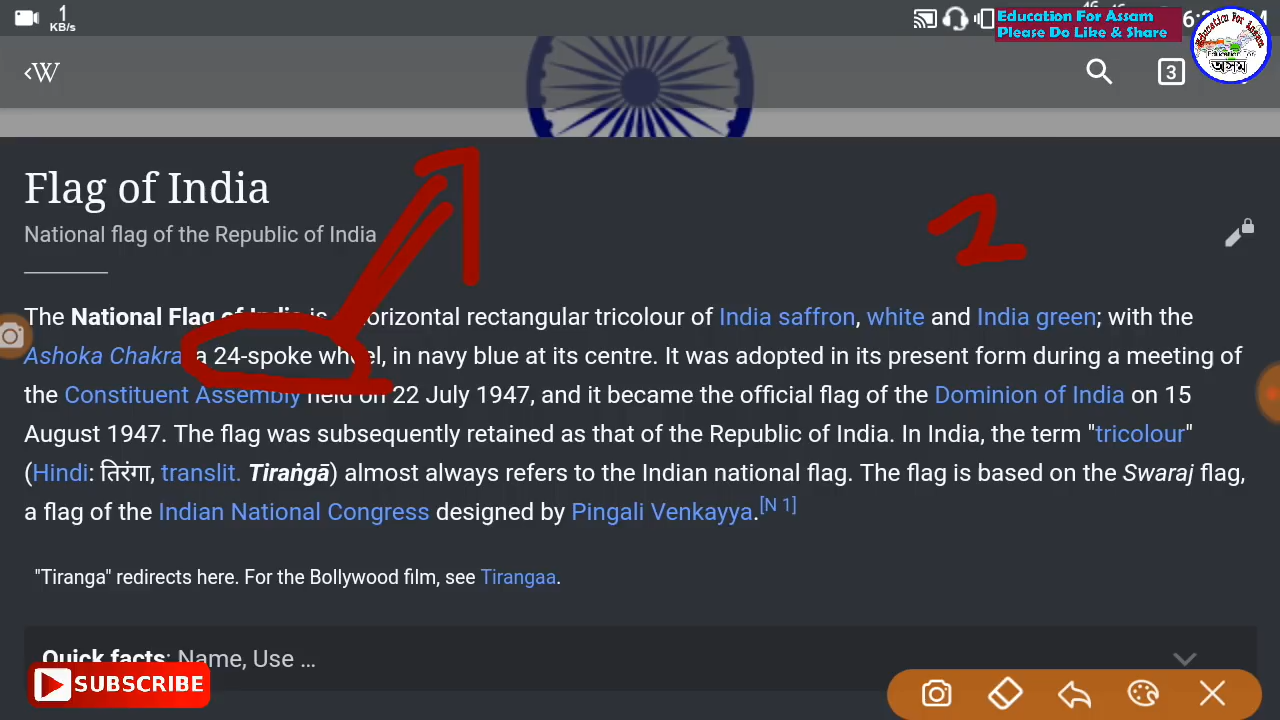 1
KB/s
Education For Assam
Please Do Like & Share
Education For Assam
অসম
W
3
Flag of India
2
National flag of the Republic of India
The National Flag of India is a horizontal rectangular tricolour of India saffron, white and India green; with the
Ashoka Chakra, a 24-spoke wheel, in navy blue at its centre. It was adopted in its present form during a meeting of
the Constituent Assembly held on 22 July 1947, and it became the official flag of the Dominion of India on 15
August 1947. The flag was subsequently retained as that of the Republic of India. In India, the term "tricolour"
(Hindi: तिरंगा, translit. Tiraṅgā) almost always refers to the Indian national flag. The flag is based on the Swaraj flag,
a flag of the Indian National Congress designed by Pingali Venkayya.[N 1]
"Tiranga" redirects here. For the Bollywood film, see Tirangaa.
Quick facts: Name, Use ...
SUBSCRIBE